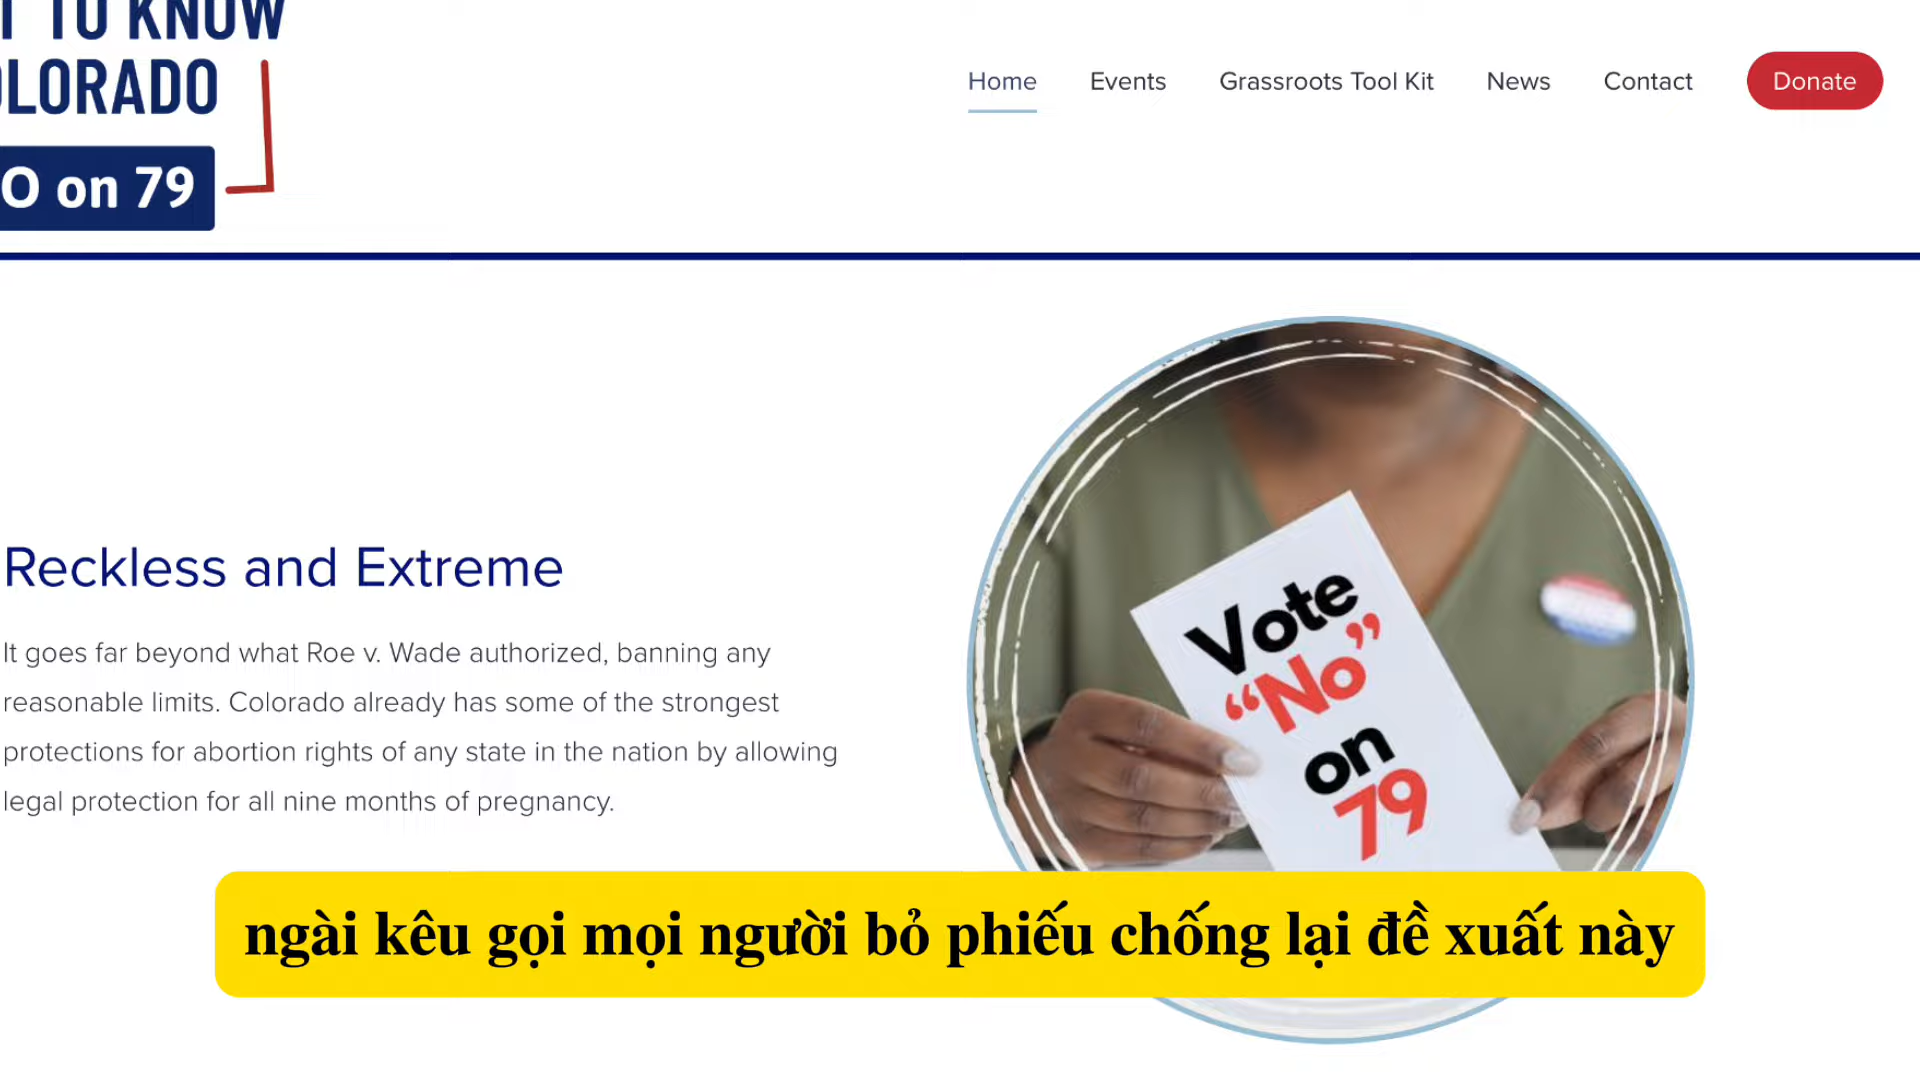 TO KNOW
COLORADO
on 79
Home
Events
Grassroots Tool Kit
News
Contact
Donate
Reckless and Extreme
It goes far beyond what Roe v. Wade authorized, banning any
reasonable limits. Colorado already has some of the strongest
protections for abortion rights of any state in the nation by allowing
legal protection for all nine months of pregnancy.
Vote
“No”
on
79
ngài kêu gọi mọi người bỏ phiếu chống lại đề xuất này